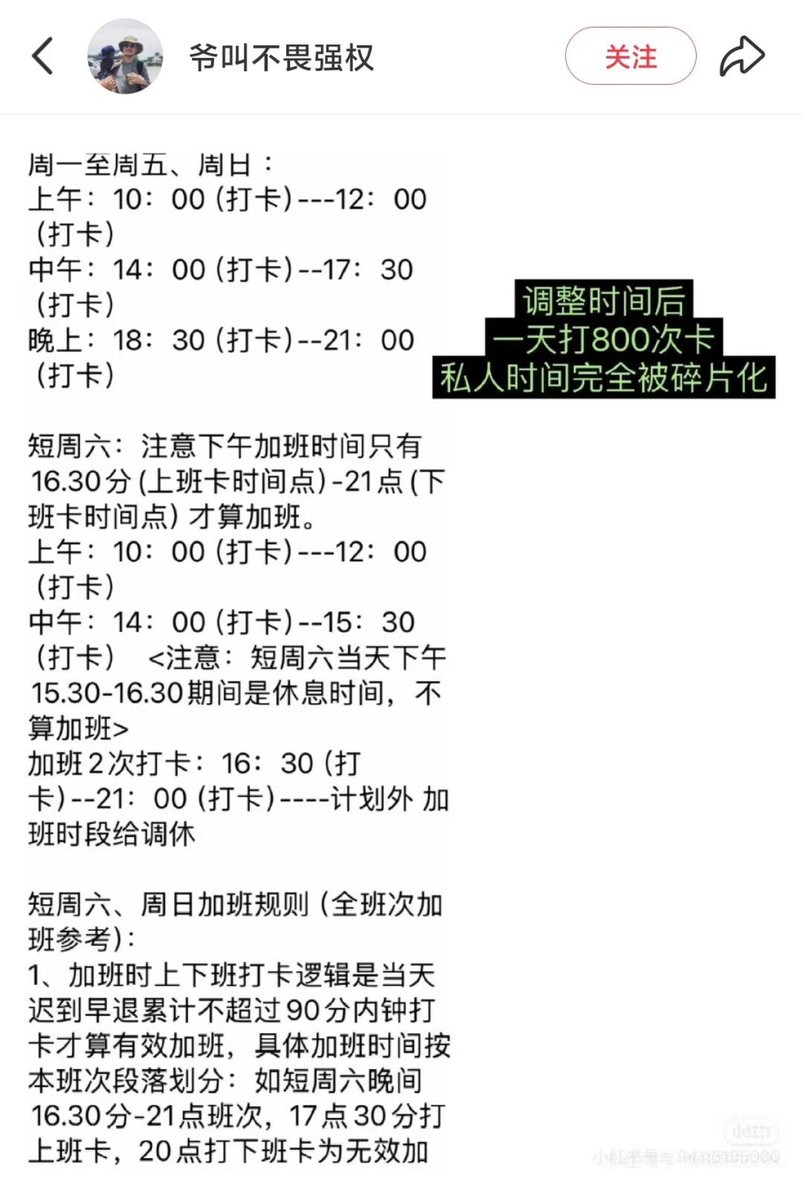 爷叫不畏强权
关注
周一至周五、周日：
上午：10：00（打卡）---12：00
（打卡）
中午：14：00（打卡）--17：30
（打卡）
晚上：18：30（打卡）--21：00
（打卡）
调整时间后
一天打800次卡
私人时间完全被碎片化
短周六：注意下午加班时间只有
16.30分（上班卡时间点）-21点（下
班卡时间点）才算加班。
上午：10：00（打卡）---12：00
（打卡）
中午：14：00（打卡）--15：30
（打卡） <注意：短周六当天下午
15.30-16.30期间是休息时间，不
算加班>
加班2次打卡：16：30（打
卡）--21：00（打卡）----计划外 加
班时段给调休
短周六、周日加班规则（全班次加
班参考）：
1、加班时上下班打卡逻辑是当天
迟到早退累计不超过90分内钟打
卡才算有效加班，具体加班时间按
本班次段落划分：如短周六晚间
16.30分-21点班次，17点30分打
上班卡，20点打下班卡为无效加
小红书